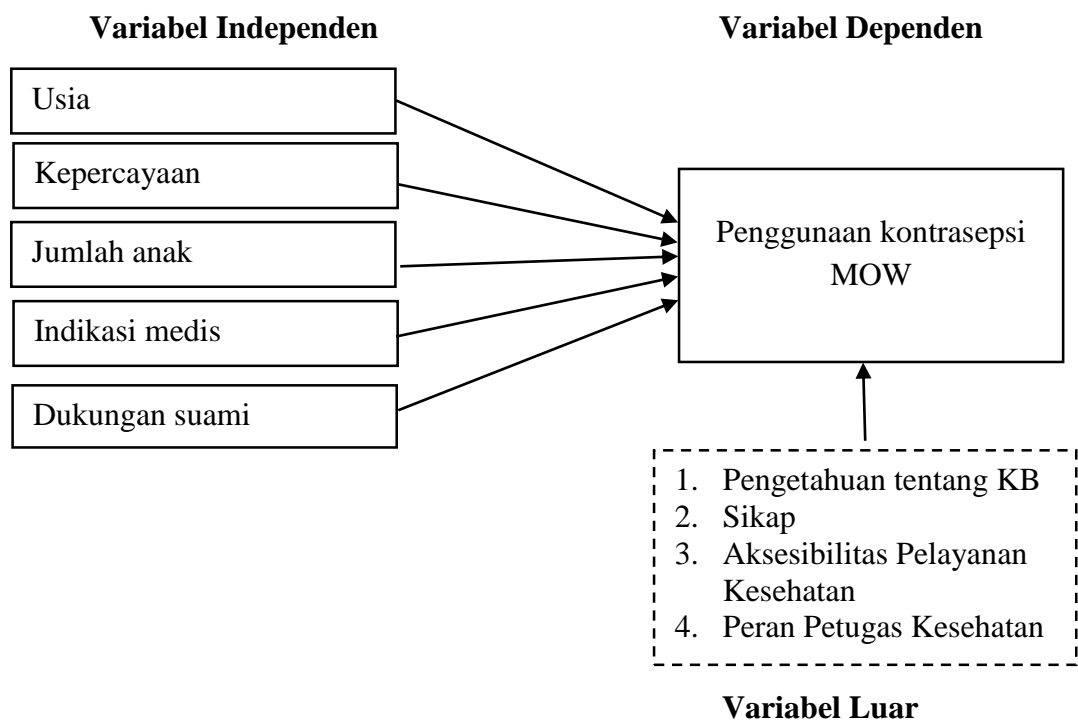 Variabel Independen
Variabel Dependen
Usia
Kepercayaan
Jumlah anak
Indikasi medis
Dukungan suami
Penggunaan kontrasepsi
MOW
1. Pengetahuan tentang KB
2. Sikap
3. Aksesibilitas Pelayanan
Kesehatan
4. Peran Petugas Kesehatan
Variabel Luar